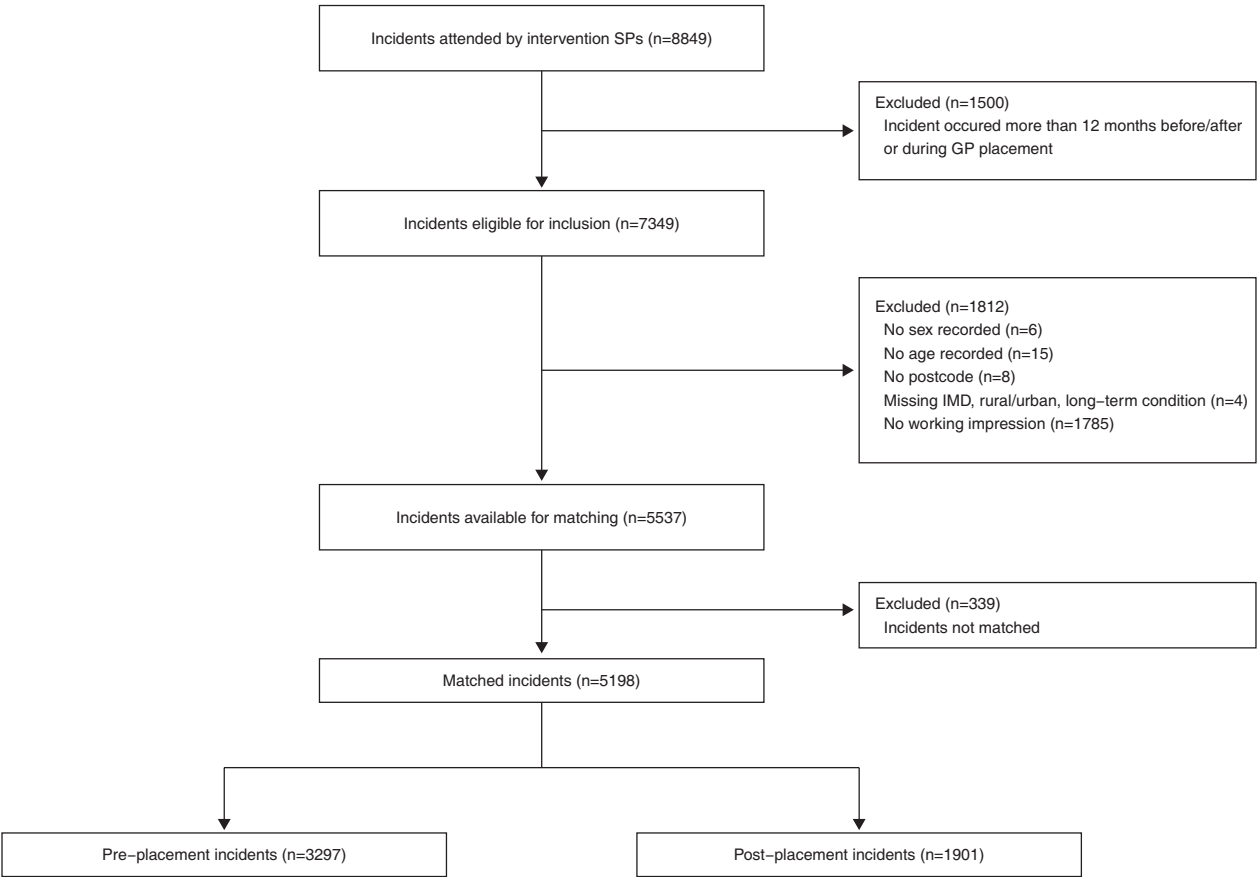 Incidents attended by intervention SPs (n=8849)
Excluded (n=1500)
Incident occured more than 12 months before/after
or during GP placement
Incidents eligible for inclusion (n=7349)
Excluded (n=1812)
No sex recorded (n=6)
No age recorded (n=15)
No postcode (n=8)
Missing IMD, rural/urban, long−term condition (n=4)
No working impression (n=1785)
Incidents available for matching (n=5537)
Excluded (n=339)
Incidents not matched
Matched incidents (n=5198)
Pre−placement incidents (n=3297)
Post−placement incidents (n=1901)